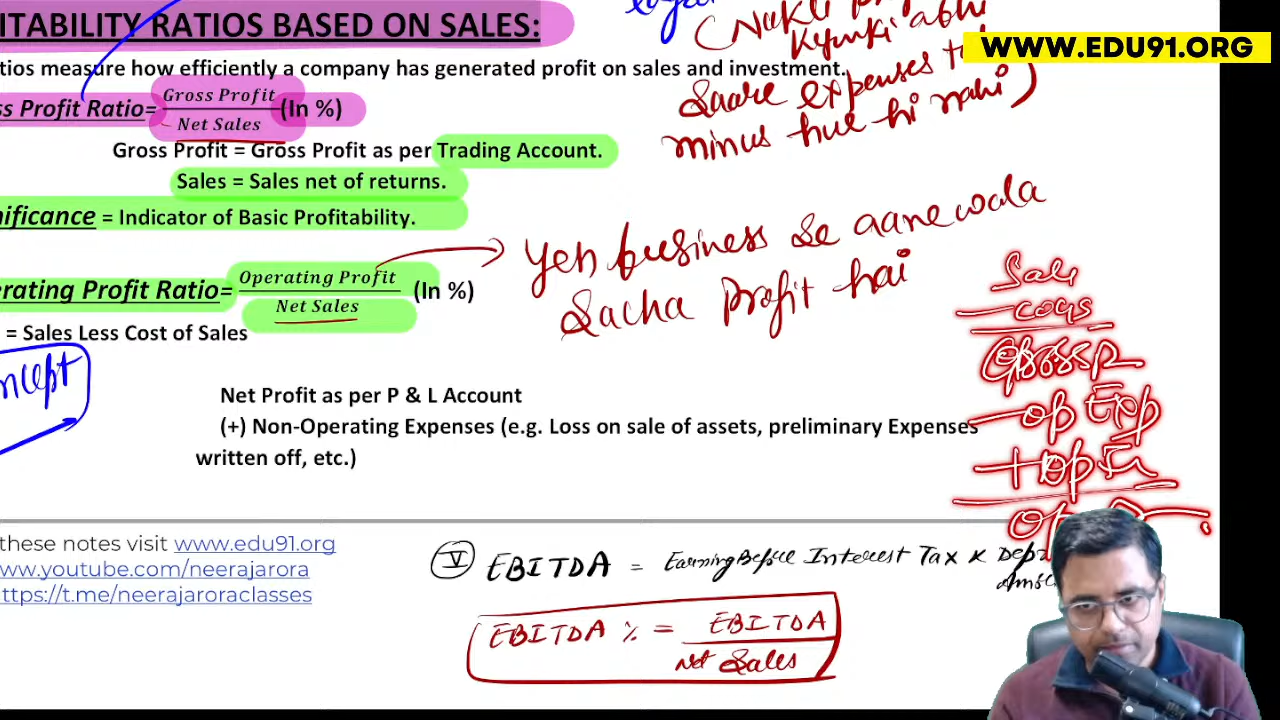 ITABILITY RATIOS BASED ON SALES:
WWW.EDU91.ORG
(Nakli
kyunki abhi
saare expenses
minus hue hi nahi)
tios measure how efficiently a company has generated profit on sales and investment.
ss Profit Ratio= Gross Profit / Net Sales (In %)
Gross Profit = Gross Profit as per Trading Account.
Sales = Sales net of returns.
nificance = Indicator of Basic Profitability.
Yeh business se aane wala
Sacha Profit hai
erating Profit Ratio= Operating Profit / Net Sales (In %)
= Sales Less Cost of Sales
ncept
Net Profit as per P & L Account
(+) Non-Operating Expenses (e.g. Loss on sale of assets, preliminary Expenses
written off, etc.)
Sales
- COGS
Gross P
- Op Exp
+ Op In
these notes visit www.edu91.org
ww.youtube.com/neerajarora
ttps://t.me/neerajaroraclasses
V EBITDA = Earning Before Interest Tax & Dep
EBITDA % = EBITDA / Net Sales